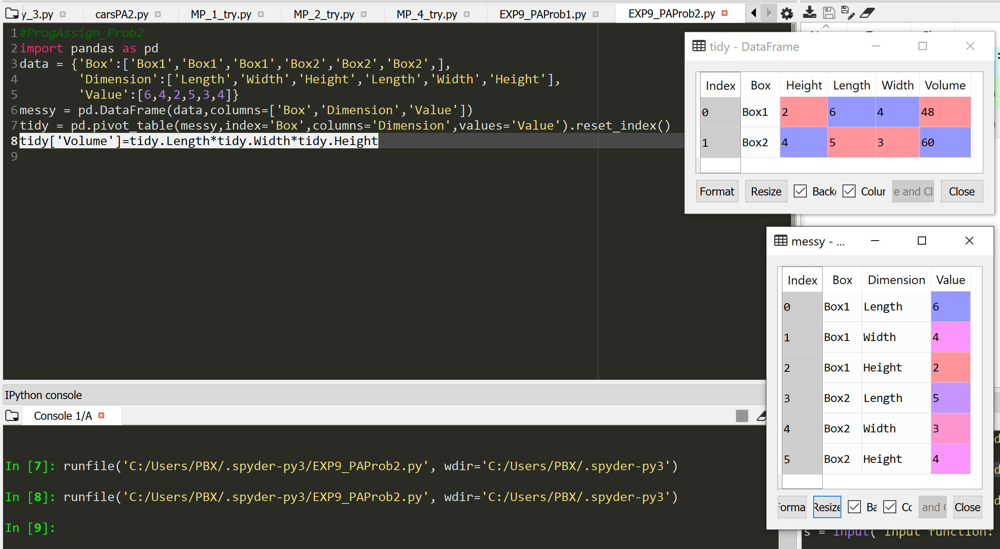 y_3.py carsPA2.py MP_1_try.py MP_2_try.py MP_4_try.py EXP9_PAProb1.py EXP9_PAProb2.py
1 #ProgAssign_Prob2
2 import pandas as pd
3 data = {'Box':['Box1','Box1','Box1','Box2','Box2','Box2',],
4 'Dimension':['Length','Width','Height','Length','Width','Height'],
5 'Value':[6,4,2,5,3,4]}
6 messy = pd.DataFrame(data,columns=['Box','Dimension','Value'])
7 tidy = pd.pivot_table(messy,index='Box',columns='Dimension',values='Value').reset_index()
8 tidy['Volume']=tidy.Length*tidy.Width*tidy.Height
9
tidy - DataFrame
Index Box Height Length Width Volume
0 Box1 2 6 4 48
1 Box2 4 5 3 60
Format Resize Backg Colur e and Cl Close
messy - ...
Index Box Dimension Value
0 Box1 Length 6
1 Box1 Width 4
2 Box1 Height 2
3 Box2 Length 5
4 Box2 Width 3
5 Box2 Height 4
Forma Resize Ba Co and Close
IPython console
Console 1/A
In [7]: runfile('C:/Users/PBX/.spyder-py3/EXP9_PAProb2.py', wdir='C:/Users/PBX/.spyder-py3')
In [8]: runfile('C:/Users/PBX/.spyder-py3/EXP9_PAProb2.py', wdir='C:/Users/PBX/.spyder-py3')
In [9]:
s = input( input function: